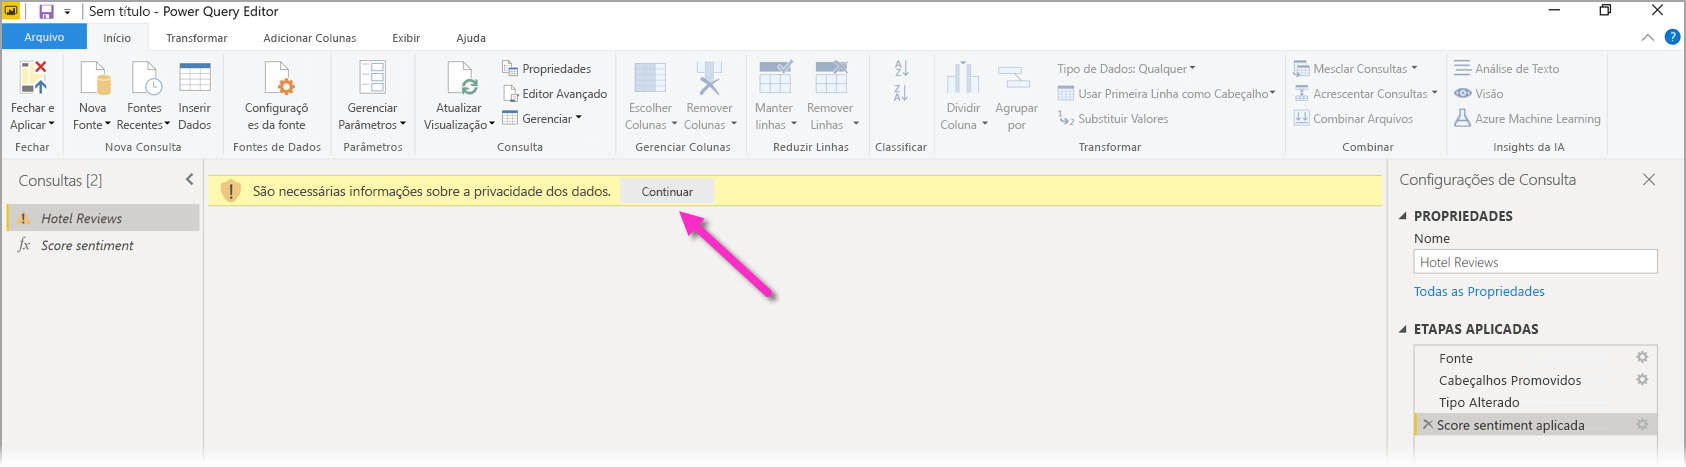 Sem título - Power Query Editor
Arquivo Início Transformar Adicionar Colunas Exibir Ajuda ?
Fechar e
Aplicar
Fechar
Nova
Fonte
Fontes
Recentes
Inserir
Dados
Nova Consulta
Configuraçõ
es da fonte
Fontes de Dados
Gerenciar
Parâmetros
Parâmetros
Atualizar
Visualização
Propriedades
Editor Avançado
Gerenciar
Consulta
Escolher
Colunas
Remover
Colunas
Gerenciar Colunas
Manter
linhas
Remover
Linhas
Reduzir Linhas
A
Z
Z
A
Classificar
Dividir
Coluna
Agrupar
por
Tipo de Dados: Qualquer
Usar Primeira Linha como Cabeçalho
1
2
Substituir Valores
Transformar
Mesclar Consultas
Acrescentar Consultas
Combinar Arquivos
Combinar
Análise de Texto
Visão
Azure Machine Learning
Insights da IA
Consultas [2]
Hotel Reviews
fx Score sentiment
São necessárias informações sobre a privacidade dos dados. Continuar
Configurações de Consulta
PROPRIEDADES
Nome
Hotel Reviews
Todas as Propriedades
ETAPAS APLICADAS
Fonte
Cabeçalhos Promovidos
Tipo Alterado
Score sentiment aplicada